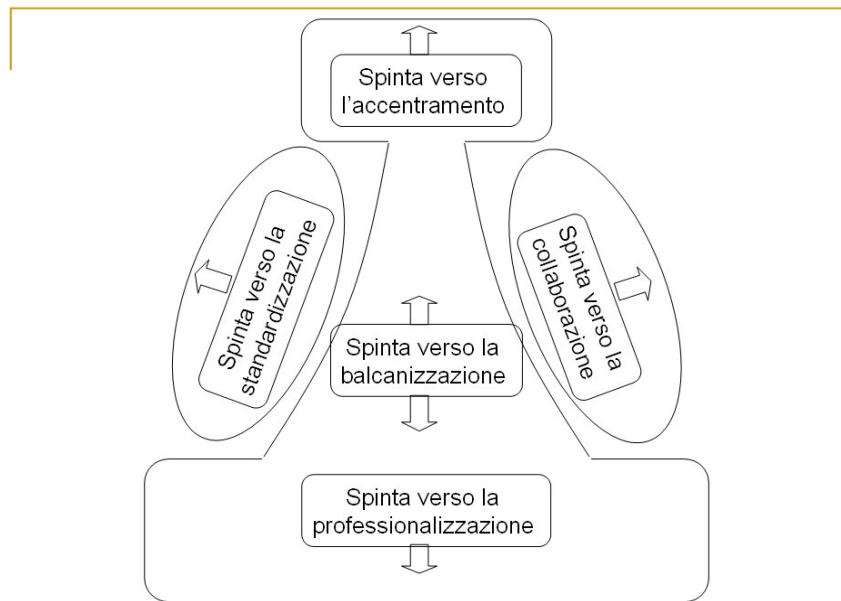 Spinta verso
l'accentramento
Spinta verso la
standardizzazione
Spinta verso la
collaborazione
Spinta verso la
balcanizzazione
Spinta verso la
professionalizzazione